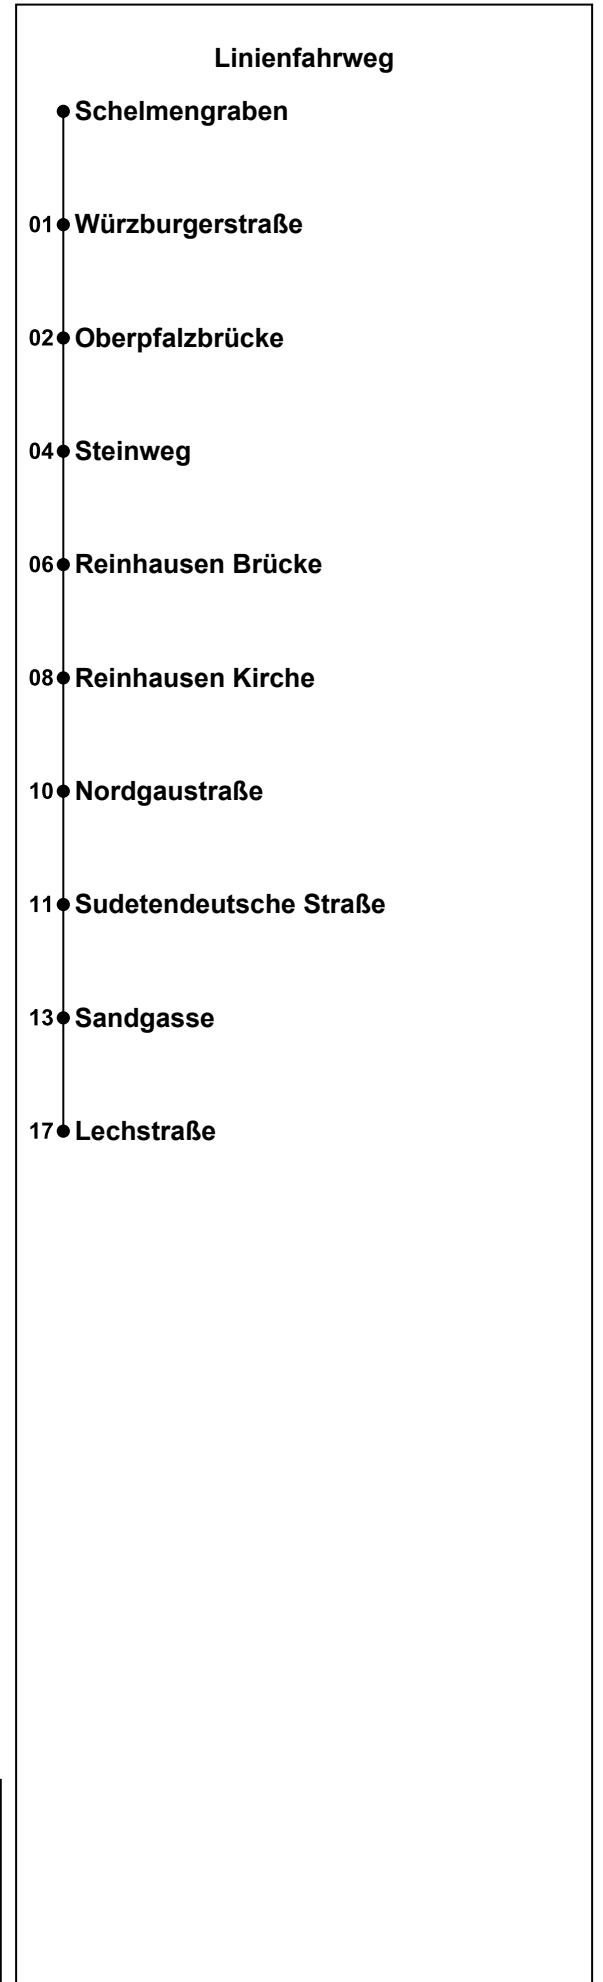 Linienfahrweg
Schelmengraben
01 Würzburgerstraße
02 Oberpfalzbrücke
04 Steinweg
06 Reinhausen Brücke
08 Reinhausen Kirche
10 Nordgaustraße
11 Sudetendeutsche Straße
13 Sandgasse
17 Lechstraße